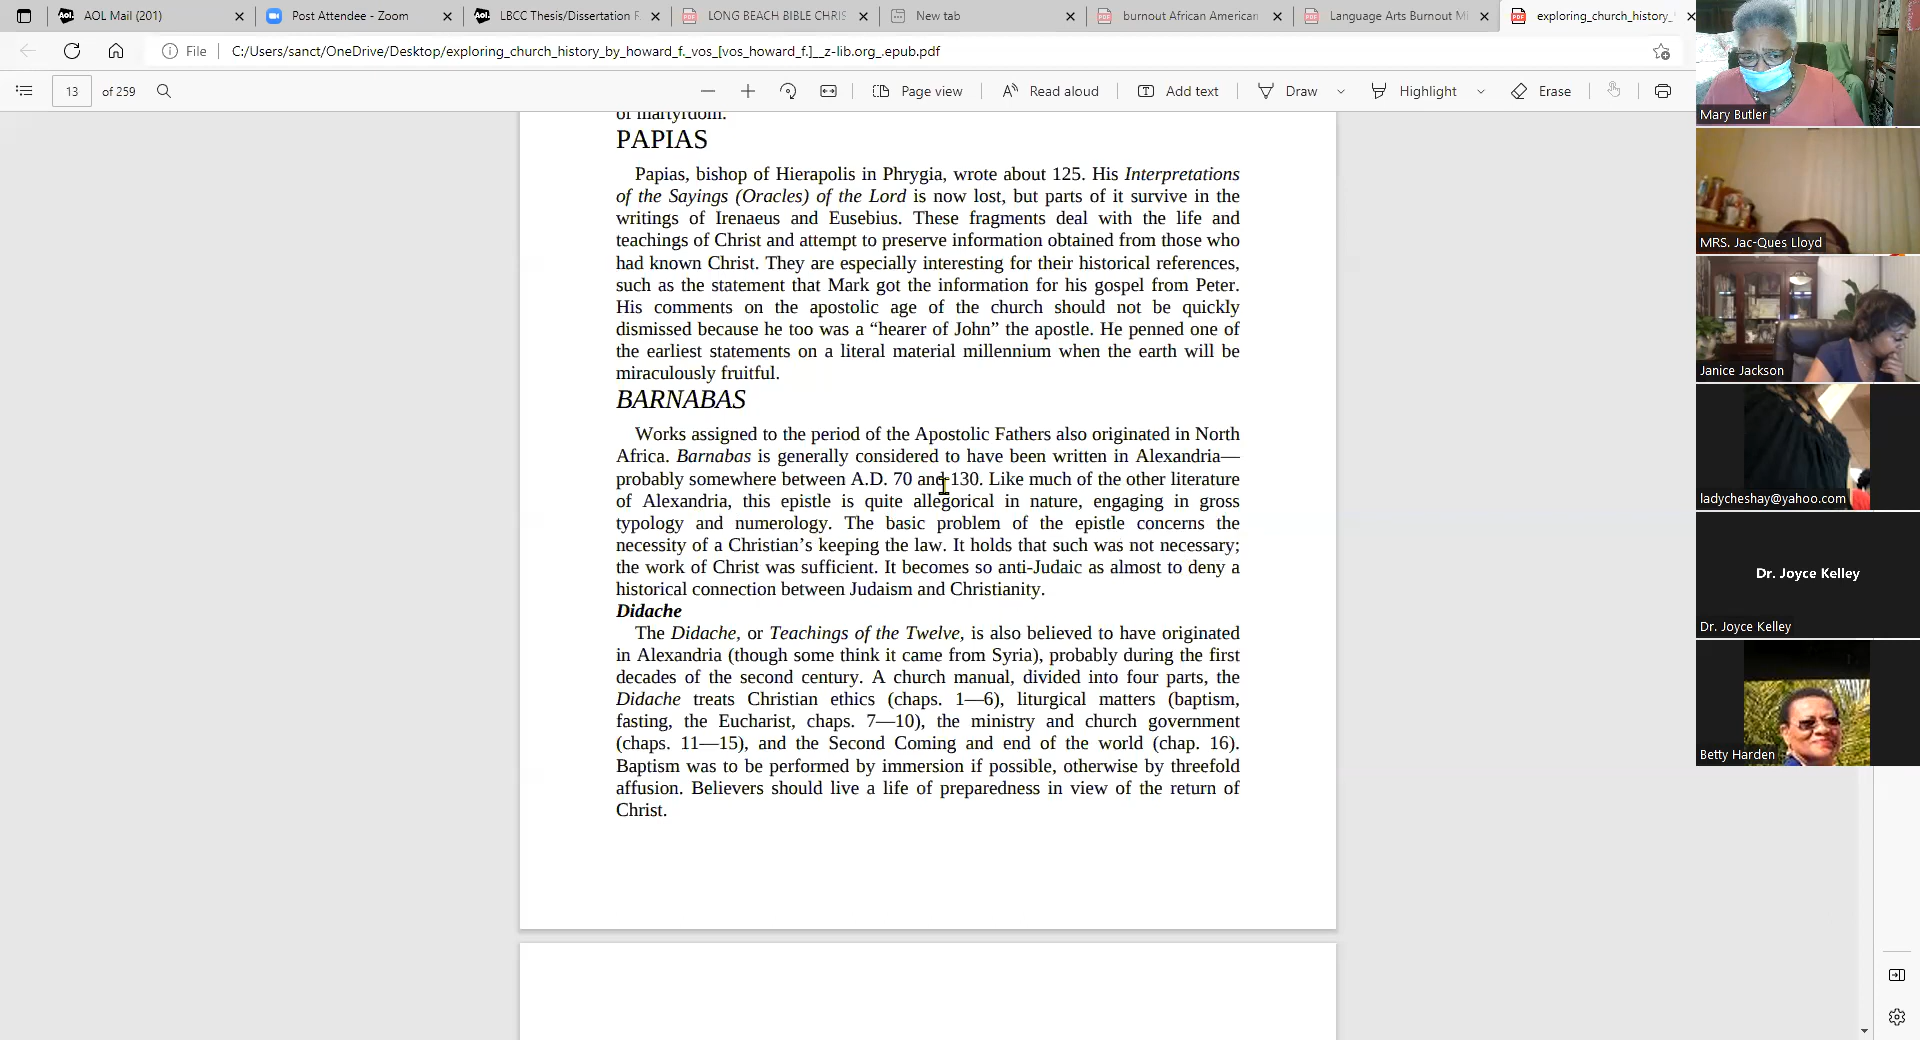 AOL Mail (201)
Post Attendee - Zoom
Aol.
LBCC Thesis/Dissertation R
LONG BEACH BIBLE CHRIS
New tab
burnout African American
Language Arts Burnout MI
exploring_church_history_
File
C:/Users/sanct/OneDrive/Desktop/exploring_church_history_by_howard_f._vos_[vos_howard_f.]__z-lib.org_.epub.pdf
13 of 259
Page view
Read aloud
Add text
Draw
Highlight
Erase
of martyrdom.
PAPIAS
Papias, bishop of Hierapolis in Phrygia, wrote about 125. His Interpretations
of the Sayings (Oracles) of the Lord is now lost, but parts of it survive in the
writings of Irenaeus and Eusebius. These fragments deal with the life and
teachings of Christ and attempt to preserve information obtained from those who
had known Christ. They are especially interesting for their historical references,
such as the statement that Mark got the information for his gospel from Peter.
His comments on the apostolic age of the church should not be quickly
dismissed because he too was a “hearer of John” the apostle. He penned one of
the earliest statements on a literal material millennium when the earth will be
miraculously fruitful.
BARNABAS
Works assigned to the period of the Apostolic Fathers also originated in North
Africa. Barnabas is generally considered to have been written in Alexandria—
probably somewhere between A.D. 70 and 130. Like much of the other literature
of Alexandria, this epistle is quite allegorical in nature, engaging in gross
typology and numerology. The basic problem of the epistle concerns the
necessity of a Christian’s keeping the law. It holds that such was not necessary;
the work of Christ was sufficient. It becomes so anti-Judaic as almost to deny a
historical connection between Judaism and Christianity.
Didache
The Didache, or Teachings of the Twelve, is also believed to have originated
in Alexandria (though some think it came from Syria), probably during the first
decades of the second century. A church manual, divided into four parts, the
Didache treats Christian ethics (chaps. 1—6), liturgical matters (baptism,
fasting, the Eucharist, chaps. 7—10), the ministry and church government
(chaps. 11—15), and the Second Coming and end of the world (chap. 16).
Baptism was to be performed by immersion if possible, otherwise by threefold
affusion. Believers should live a life of preparedness in view of the return of
Christ.
Mary Butler
MRS. Jac-Ques Lloyd
Janice Jackson
ladycheshay@yahoo.com
Dr. Joyce Kelley
Dr. Joyce Kelley
Betty Harden